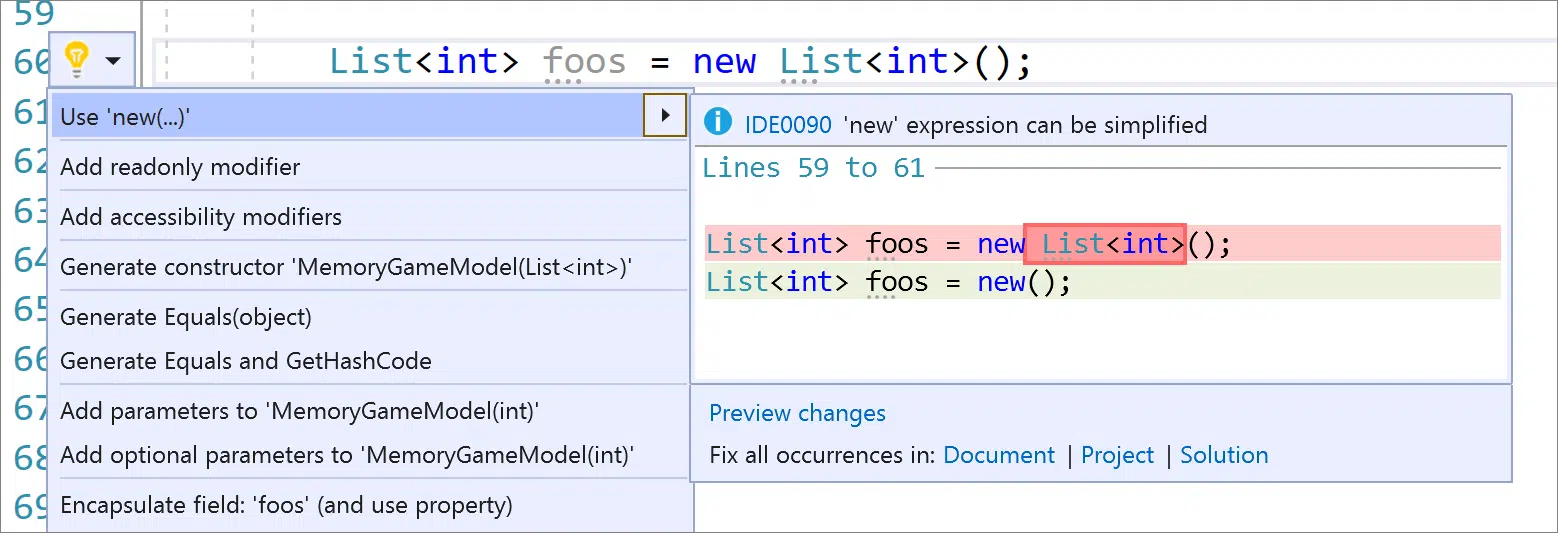 59
60 List<int> foos = new List<int>();
61
62
63
64
65
66
67
68
69
Use 'new(...)'
Add readonly modifier
Add accessibility modifiers
Generate constructor 'MemoryGameModel(List<int>)'
Generate Equals(object)
Generate Equals and GetHashCode
Add parameters to 'MemoryGameModel(int)'
Add optional parameters to 'MemoryGameModel(int)'
Encapsulate field: 'foos' (and use property)
IDE0090 'new' expression can be simplified
Lines 59 to 61
List<int> foos = new List<int>();
List<int> foos = new();
Preview changes
Fix all occurrences in: Document | Project | Solution